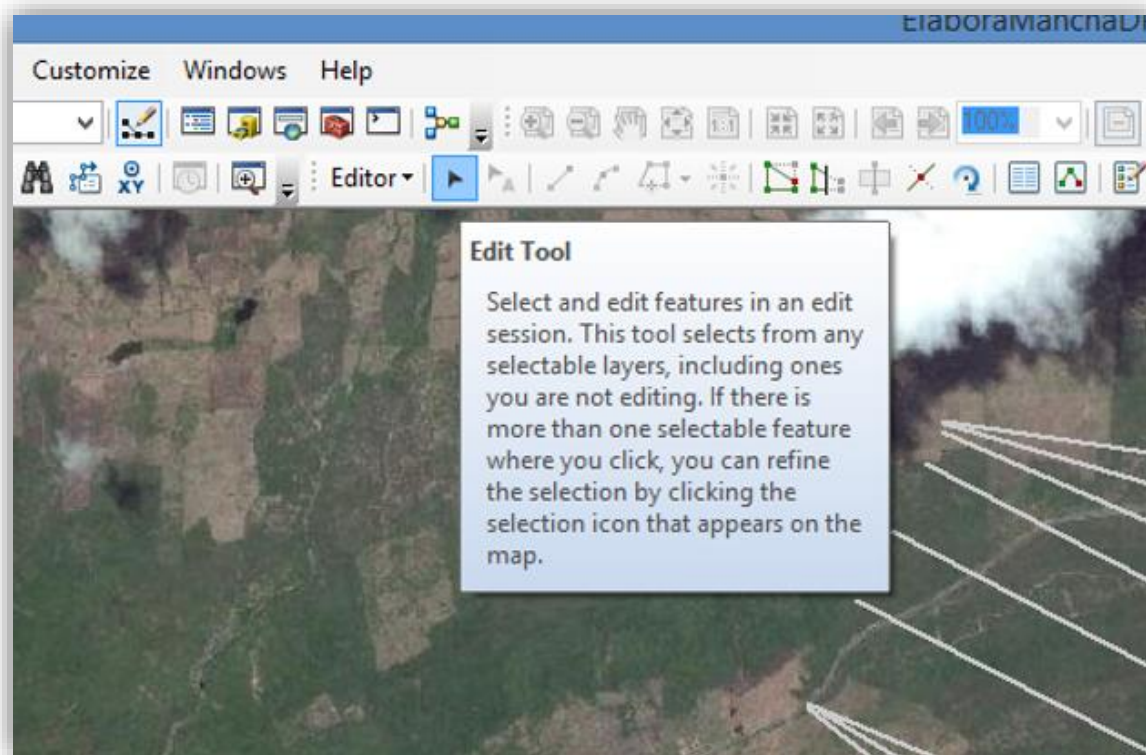 ElaboraManchaD
Customize Windows Help
100%
XY Editor
Edit Tool
Select and edit features in an edit
session. This tool selects from any
selectable layers, including ones
you are not editing. If there is
more than one selectable feature
where you click, you can refine
the selection by clicking the
selection icon that appears on the
map.